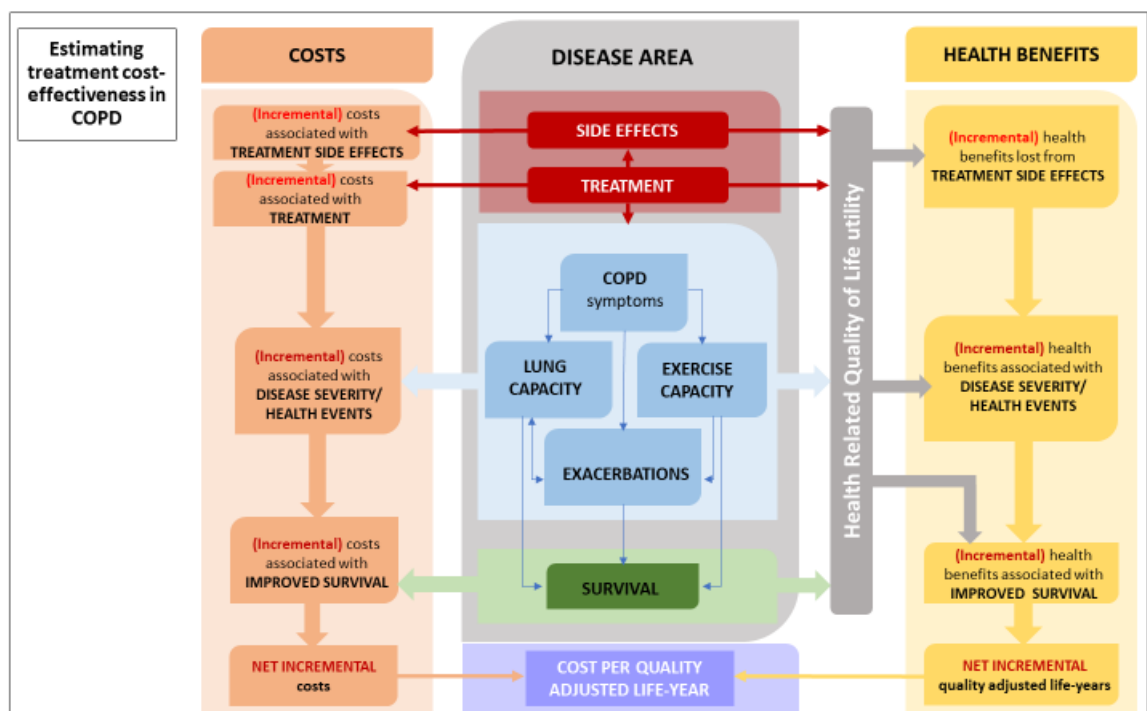 Estimating
treatment cost-
effectiveness in
COPD
COSTS
(Incremental) costs
associated with
TREATMENT SIDE EFFECTS
(Incremental) costs
associated with
TREATMENT
(Incremental) costs
associated with
DISEASE SEVERITY/
HEALTH EVENTS
(Incremental) costs
associated with
IMPROVED SURVIVAL
NET INCREMENTAL
costs
DISEASE AREA
SIDE EFFECTS
TREATMENT
COPD
symptoms
LUNG
CAPACITY
EXERCISE
CAPACITY
EXACERBATIONS
SURVIVAL
COST PER QUALITY
ADJUSTED LIFE-YEAR
Health Related Quality of Life utility
HEALTH BENEFITS
(Incremental) health
benefits lost from
TREATMENT SIDE EFFECTS
(Incremental) health
benefits associated with
DISEASE SEVERITY/
HEALTH EVENTS
(Incremental) health
benefits associated with
IMPROVED SURVIVAL
NET INCREMENTAL
quality adjusted life-years